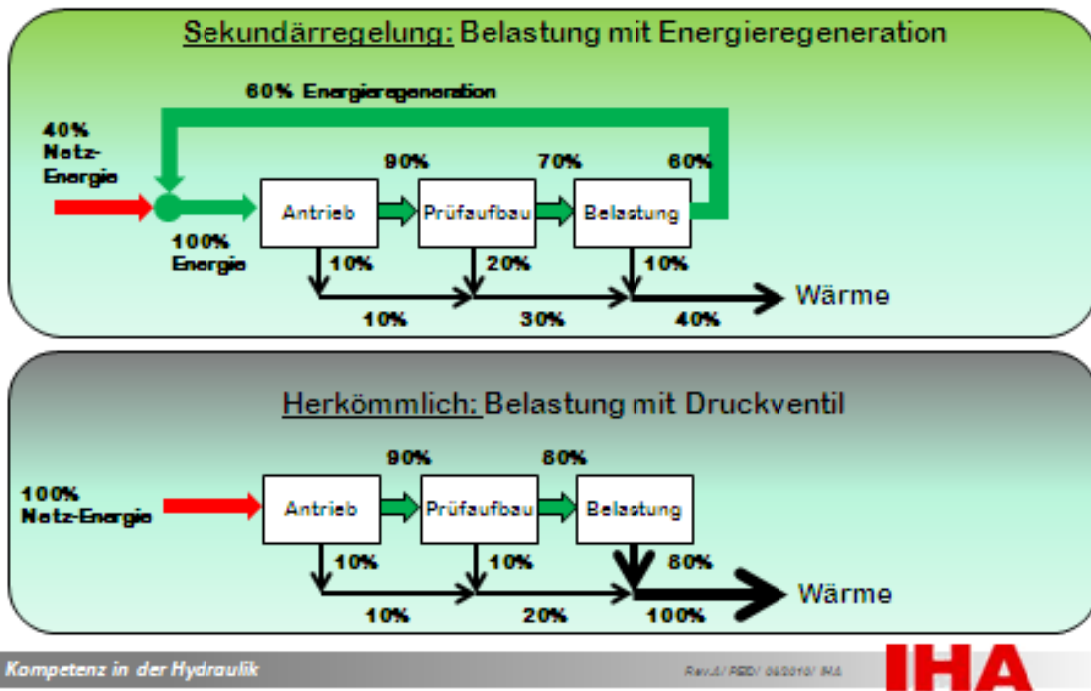 Sekundärregelung: Belastung mit Energieregeneration
60% Energieregeneration
40%
Netz-
Energie
90%
70%
60%
Antrieb
Prüfaufbau
Belastung
100%
Energie
10%
20%
10%
Wärme
10%
30%
40%
Herkömmlich: Belastung mit Druckventil
90%
80%
100%
Netz-Energie
Antrieb
Prüfaufbau
Belastung
10%
10%
80%
Wärme
10%
20%
100%
Kompetenz in der Hydraulik
IHA